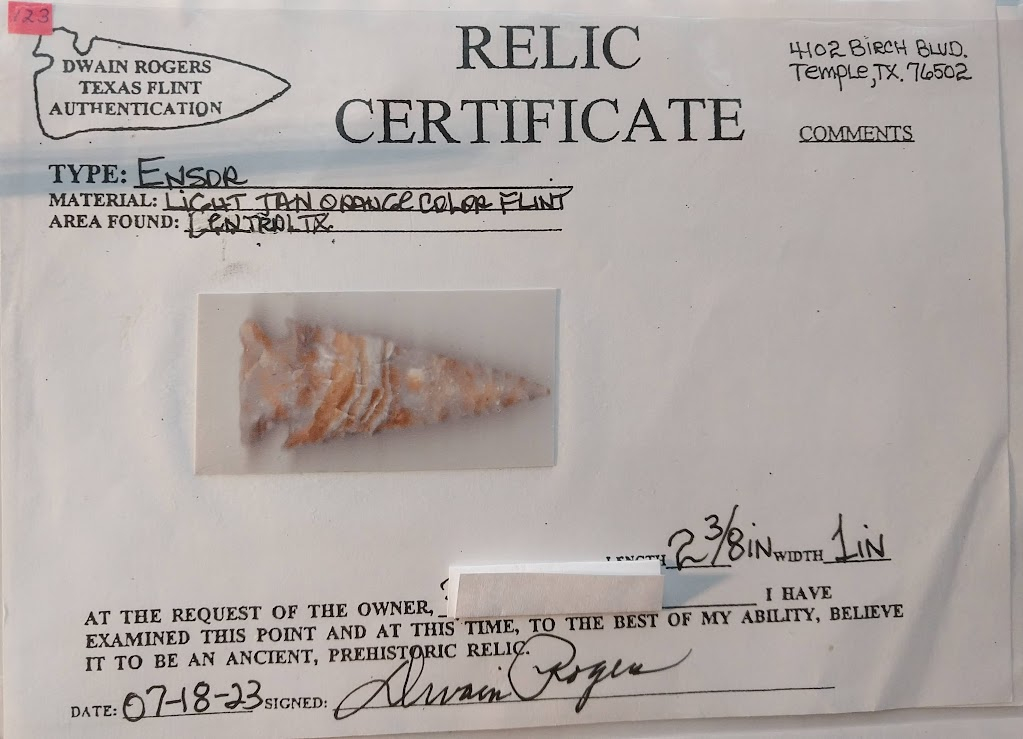 123
DWAIN ROGERS
TEXAS FLINT
AUTHENTICATION
RELIC
CERTIFICATE
4102 BIRCH BLVD.
Temple, TX. 76502
COMMENTS
TYPE: ENSOR
MATERIAL: LIGHT TAN ORANGE COLOR FLINT
AREA FOUND: CENTRAL TX
LENGTH 2 3/8 IN WIDTH 1 IN
AT THE REQUEST OF THE OWNER, I HAVE
EXAMINED THIS POINT AND AT THIS TIME, TO THE BEST OF MY ABILITY, BELIEVE
IT TO BE AN ANCIENT, PREHISTORIC RELIC.
DATE: 07-18-23 SIGNED: Dwain Rogers